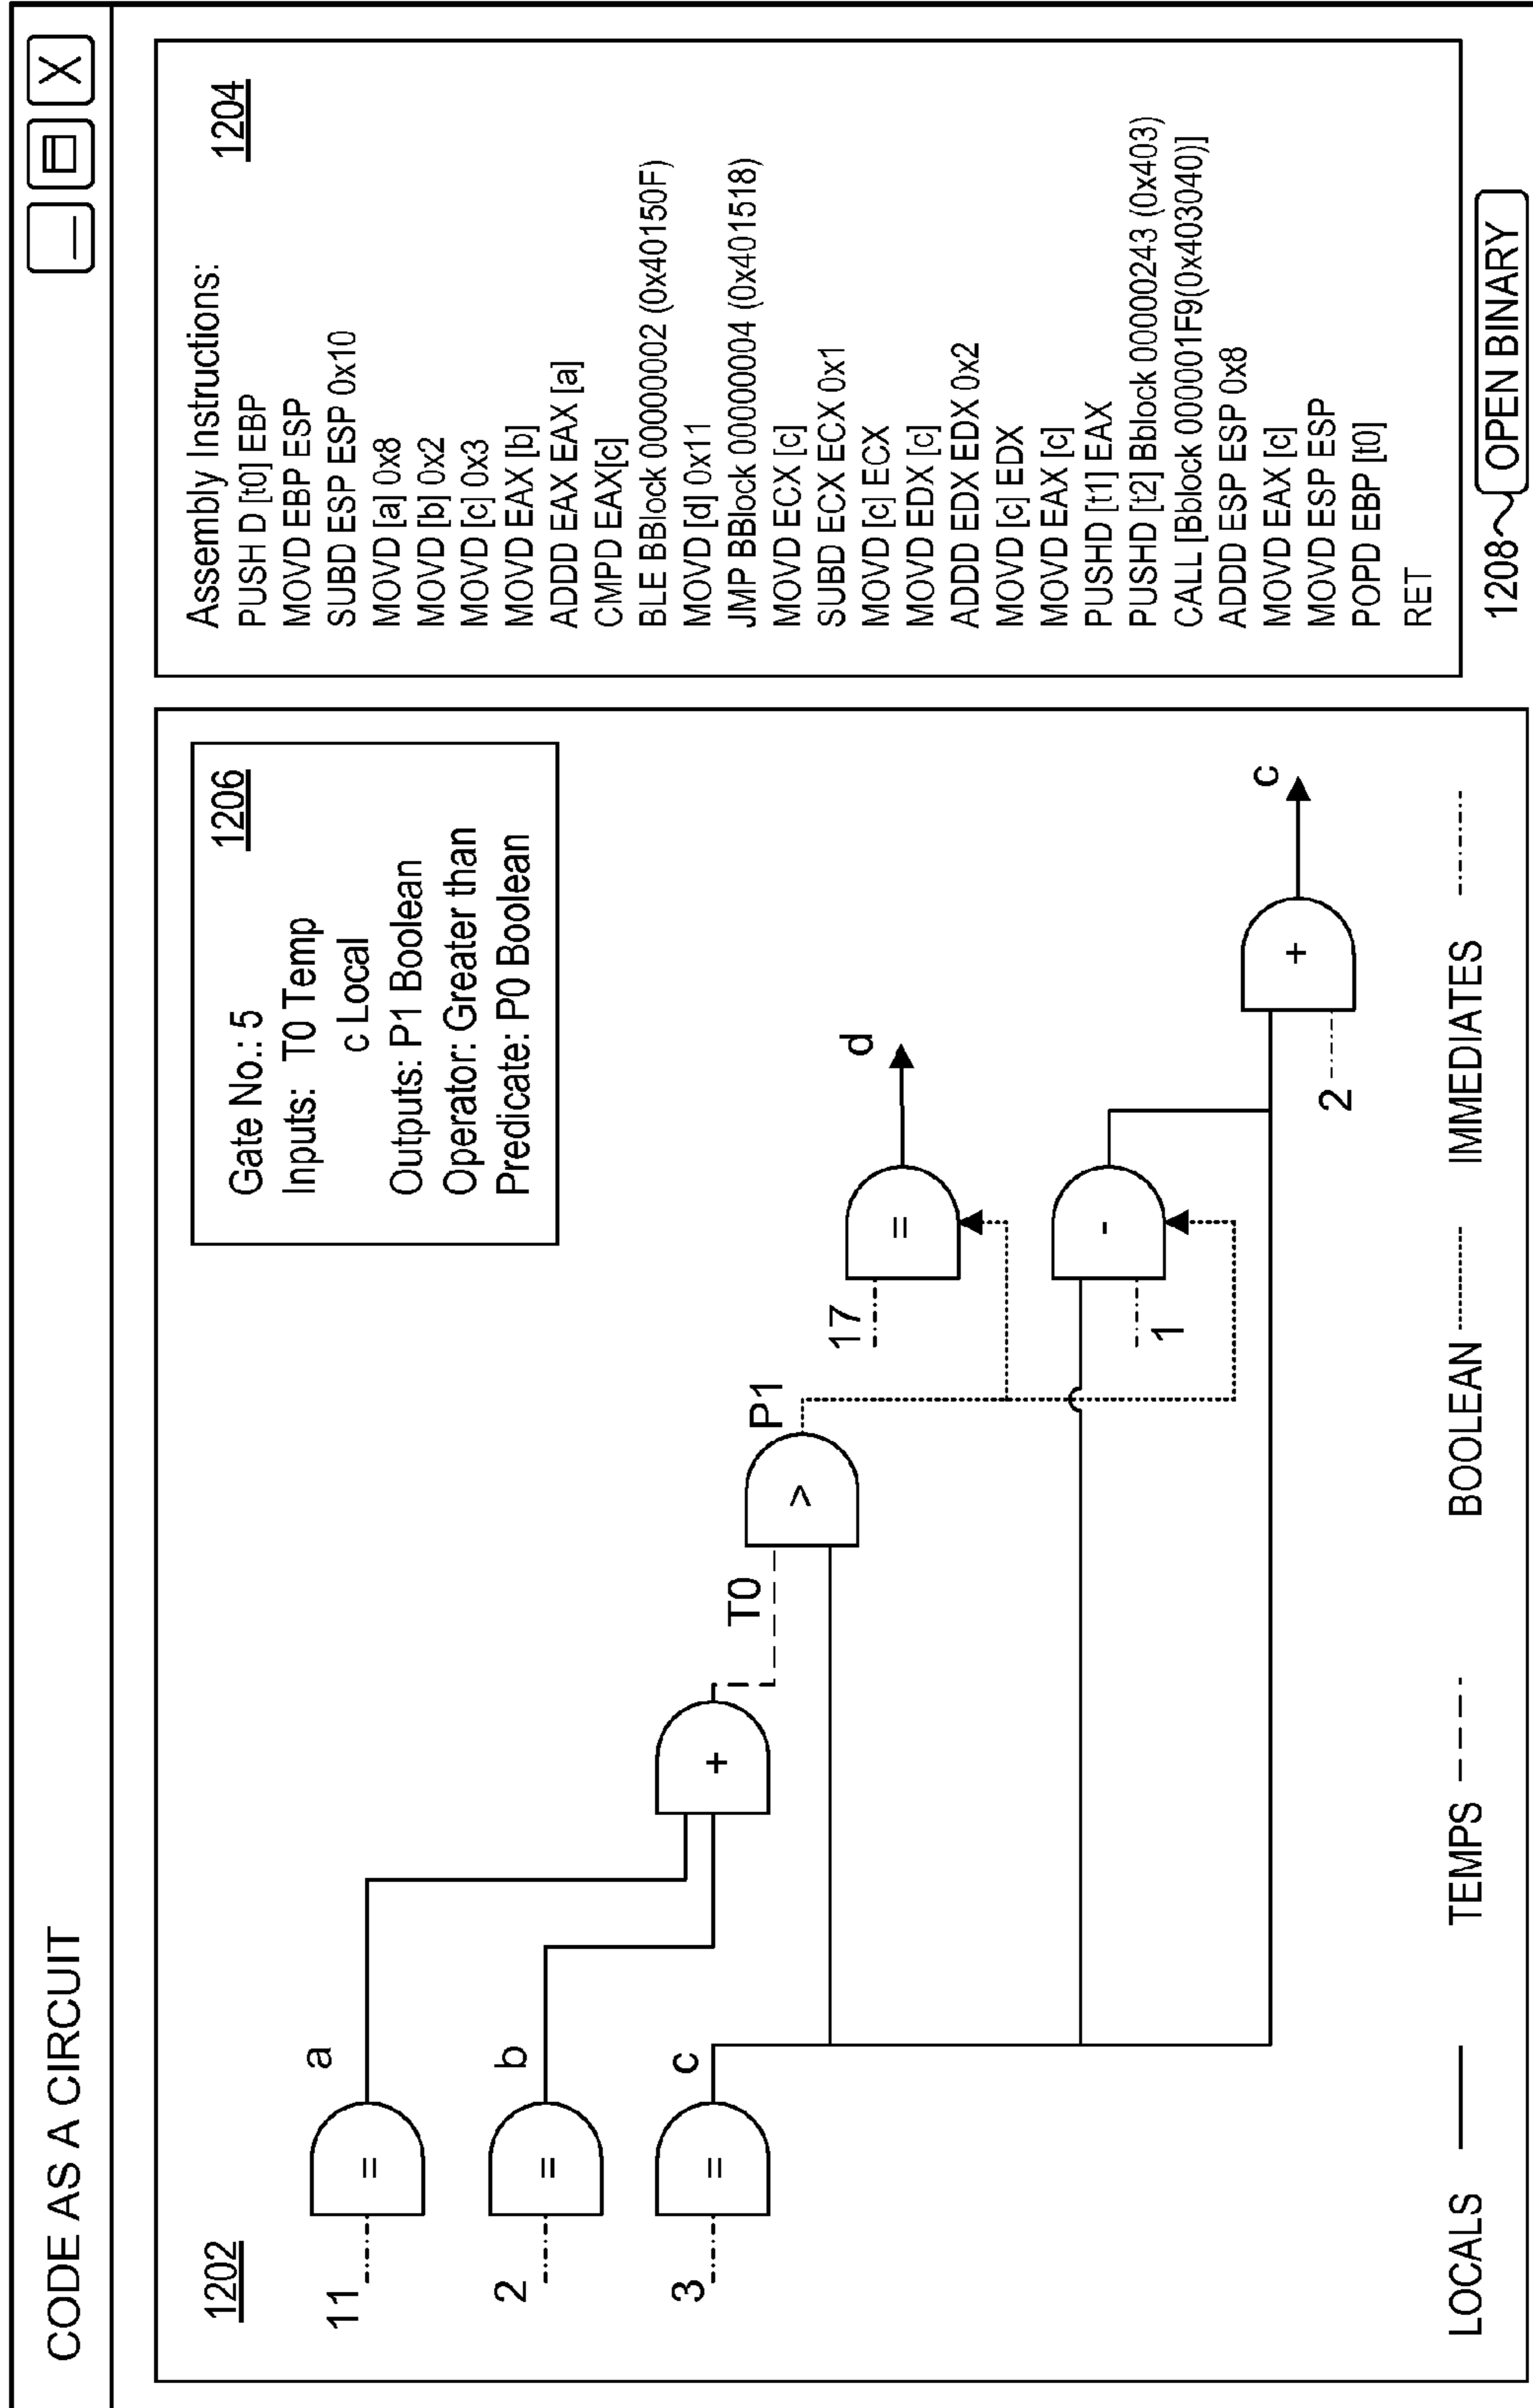 CODE AS A CIRCUIT
_
X
1202
11
=
a
2
=
b
3
=
c
+
T0
>
P1
17
=
d
1
-
2
+
c
1206
Gate No.: 5
Inputs: T0 Temp
c Local
Outputs: P1 Boolean
Operator: Greater than
Predicate: P0 Boolean
LOCALS
TEMPS
BOOLEAN
IMMEDIATES
1204
Assembly Instructions:
PUSH D [t0] EBP
MOVD EBP ESP
SUBD ESP ESP 0x10
MOVD [a] 0x8
MOVD [b] 0x2
MOVD [c] 0x3
MOVD EAX [b]
ADDD EAX EAX [a]
CMPD EAX[c]
BLE BBlock 00000002 (0x40150F)
MOVD [d] 0x11
JMP BBlock 00000004 (0x401518)
MOVD ECX [c]
SUBD ECX ECX 0x1
MOVD [c] ECX
MOVD EDX [c]
ADDD EDX EDX 0x2
MOVD [c] EDX
MOVD EAX [c]
PUSHD [t1] EAX
PUSHD [t2] Bblock 00000243 (0x403)
CALL [Bblock 000001F9(0x403040)]
ADDD ESP ESP 0x8
MOVD EAX [c]
MOVD ESP ESP
POPD EBP [t0]
RET
1208
OPEN BINARY